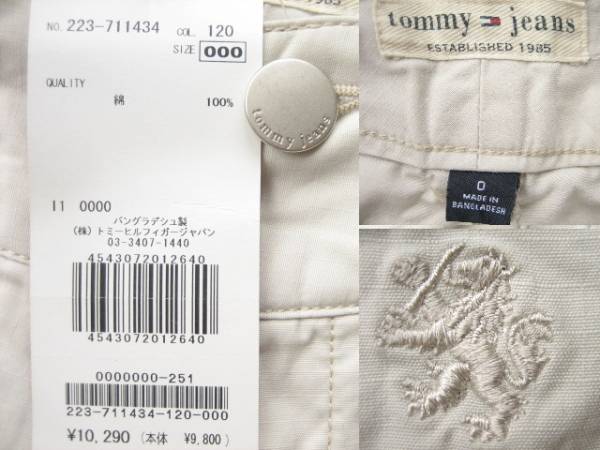 NO. 223-711434 COL. 120
SIZE 000
QUALITY
綿 100%
11 0000
バングラデシュ製
(株)トミーヒルフィガージャパン
03-3407-1440
4543072012640
4543072012640
0000000-251
223-711434-120-000
¥10,290 (本体 ¥9,800)
tommy jeans
tommy jeans
ESTABLISHED 1985
0
MADE IN
BANGLADESH